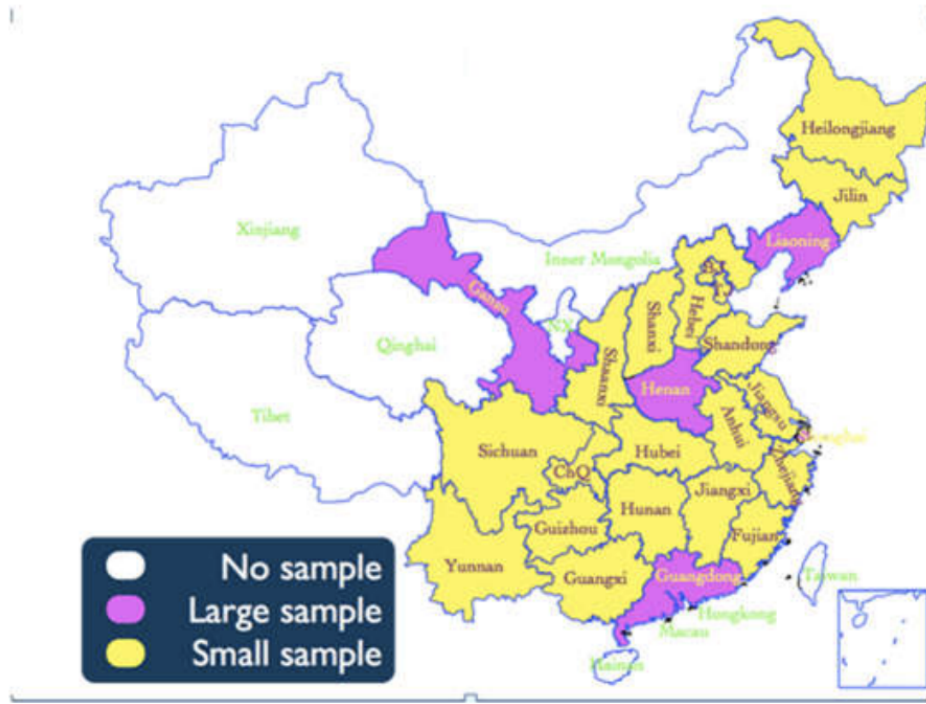 Heilongjiang
Jilin
Xinjiang
Liaoning
Inner Mongolia
Gansu
NX
Hebei
Shanxi
Qinghai
Shandong
Shaanxi
Henan
Jiangsu
Tibet
Anhui
Shanghai
Sichuan
Hubei
ChQ
Zhejiang
Jiangxi
Hunan
Guizhou
Fujian
Yunnan
Guangxi
Guangdong
Taiwan
Hongkong
Macau
Hainan
No sample
Large sample
Small sample